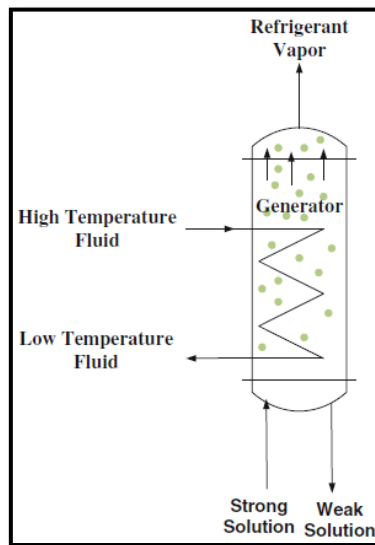 Refrigerant
Vapor
Generator
High Temperature
Fluid
Low Temperature
Fluid
Strong
Solution
Weak
Solution